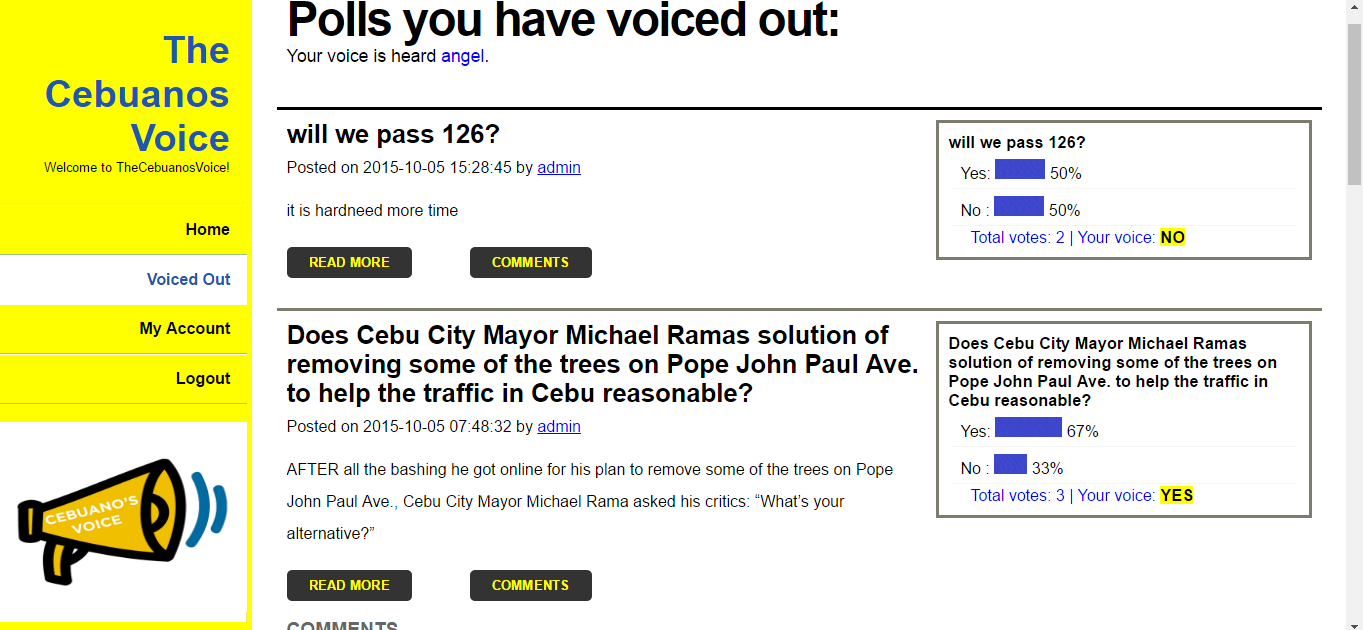 The
Cebuanos
Voice
Welcome to TheCebuanosVoice!
Home
Voiced Out
My Account
Logout
CEBUANO'S
VOICE
Polls you have voiced out:
Your voice is heard angel.
will we pass 126?
Posted on 2015-10-05 15:28:45 by admin
it is hardneed more time
READ MORE COMMENTS
will we pass 126?
Yes: 50%
No : 50%
Total votes: 2 | Your voice: NO
Does Cebu City Mayor Michael Ramas solution of
removing some of the trees on Pope John Paul Ave.
to help the traffic in Cebu reasonable?
Posted on 2015-10-05 07:48:32 by admin
AFTER all the bashing he got online for his plan to remove some of the trees on Pope
John Paul Ave., Cebu City Mayor Michael Rama asked his critics: “What’s your
alternative?”
READ MORE COMMENTS
Does Cebu City Mayor Michael Ramas
solution of removing some of the trees on
Pope John Paul Ave. to help the traffic in
Cebu reasonable?
Yes: 67%
No : 33%
Total votes: 3 | Your voice: YES
COMMENTS